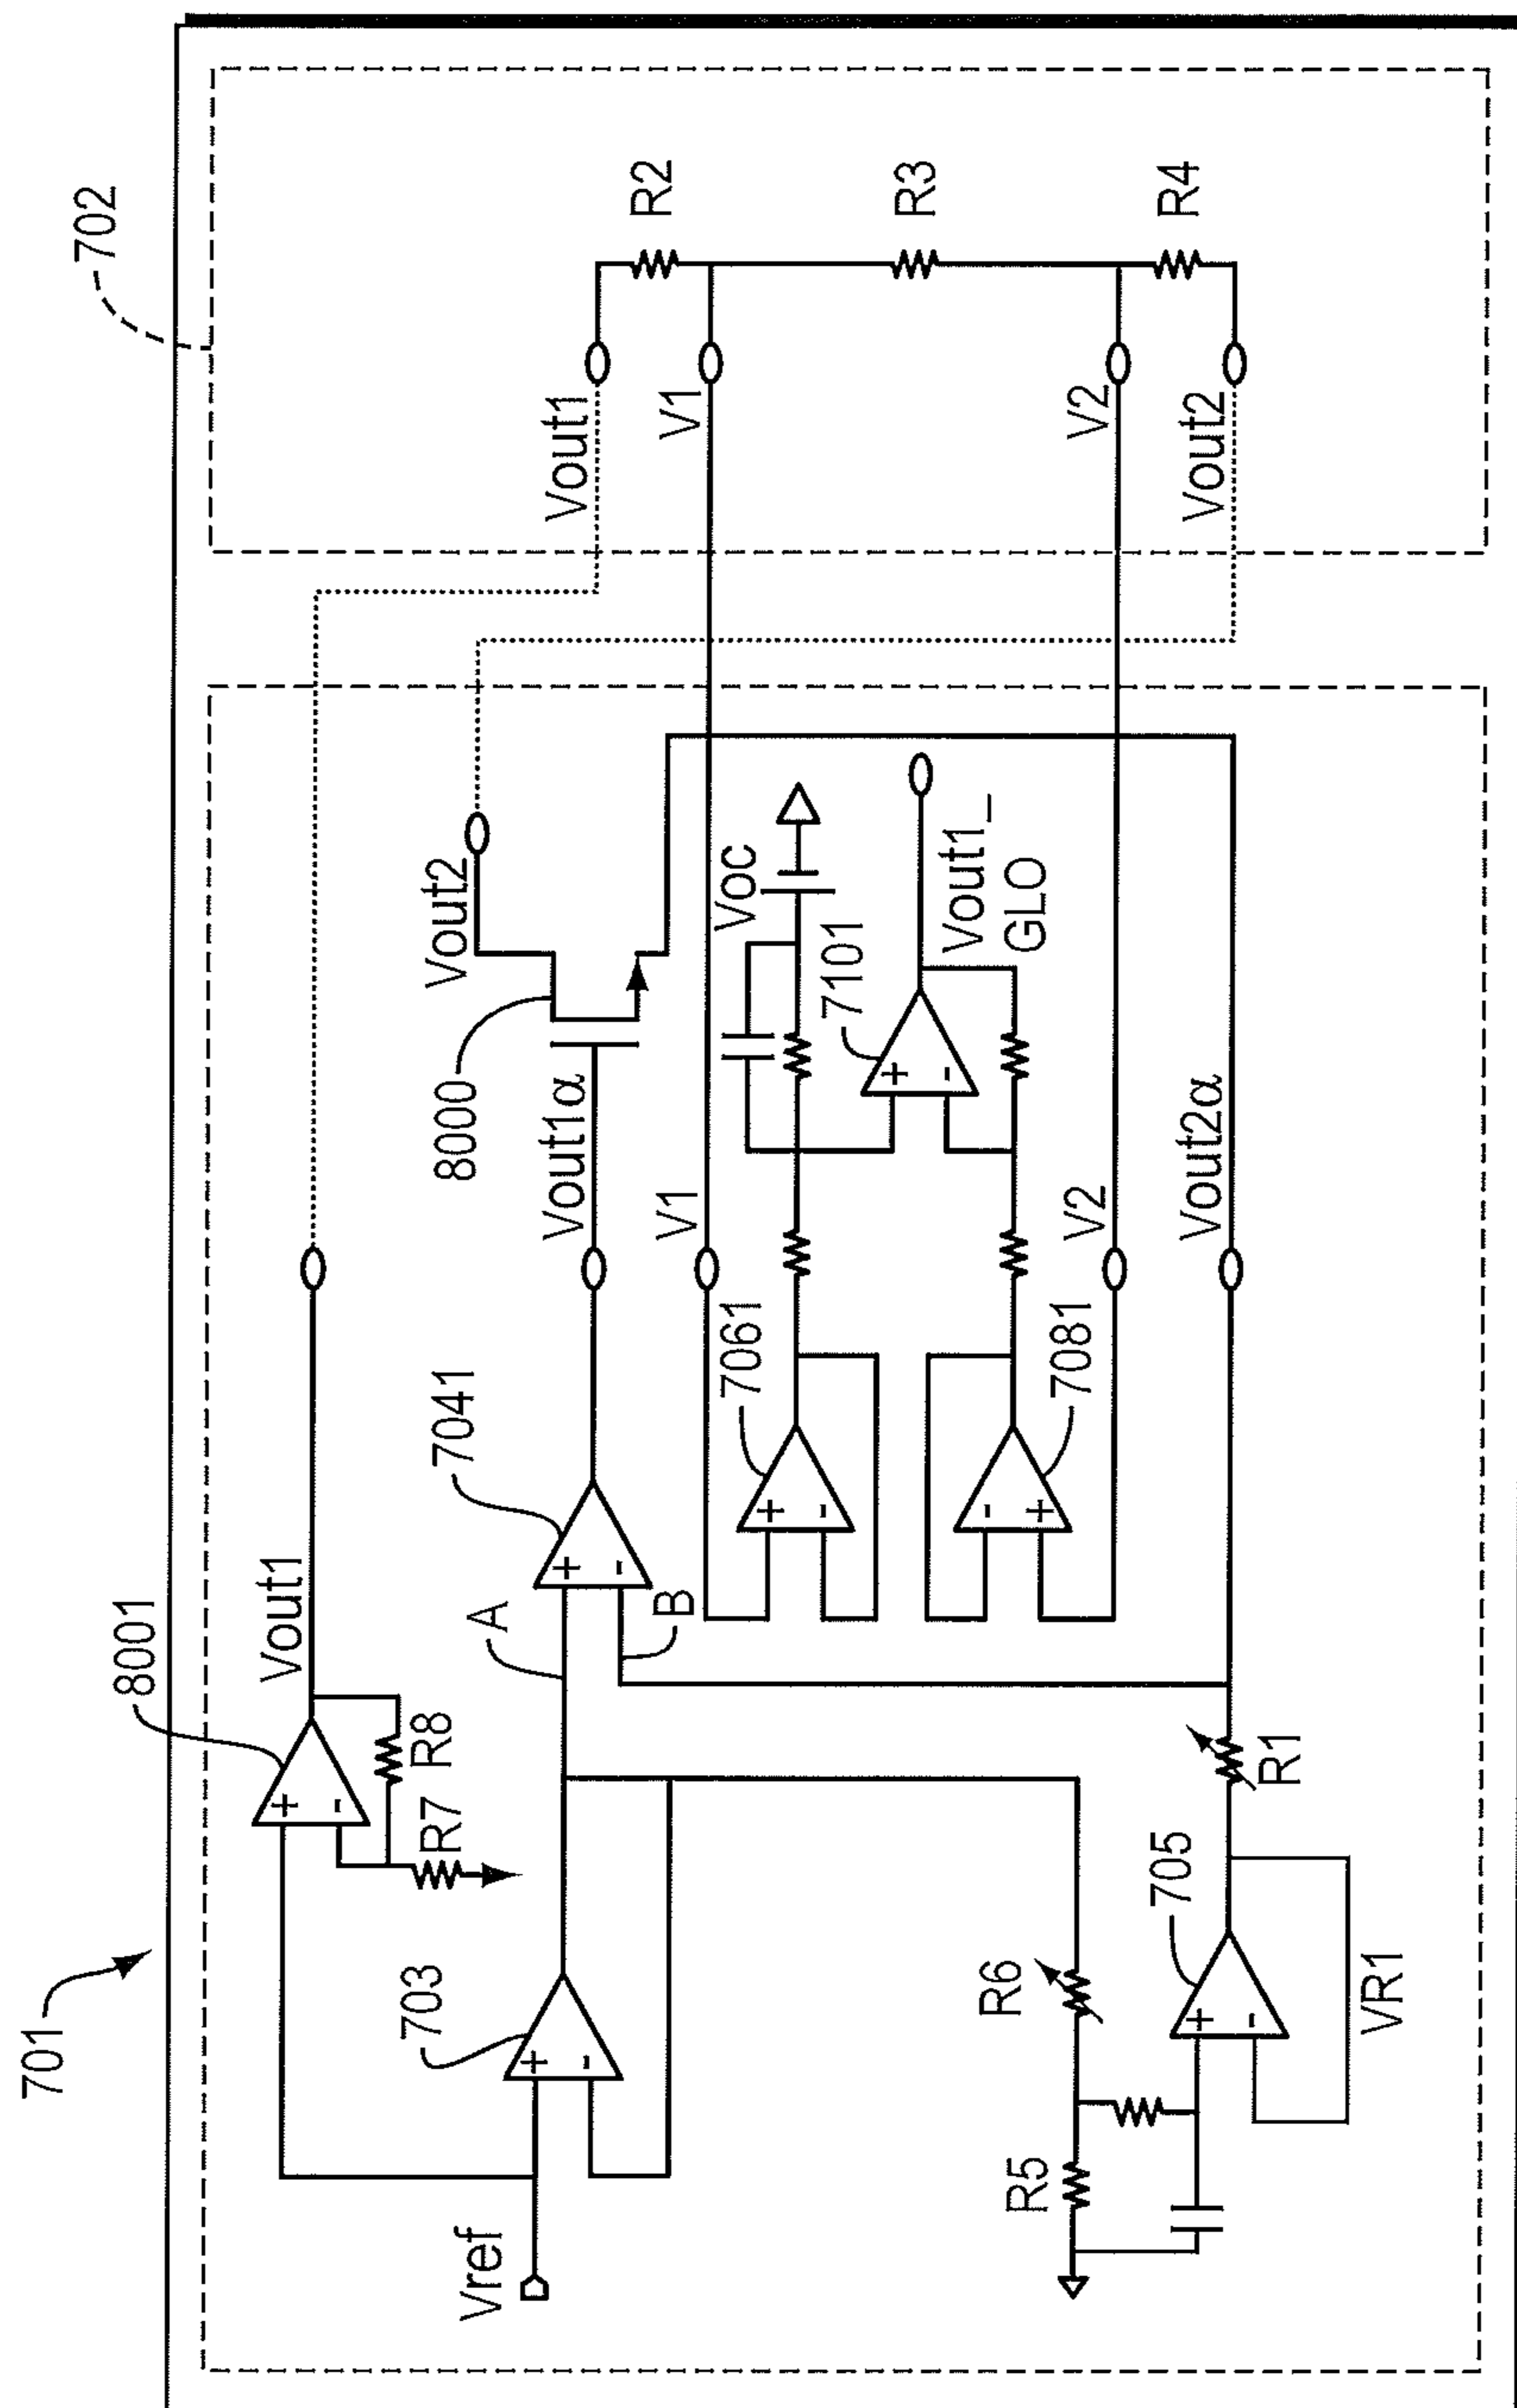 701
702
8001
Vout1
R8
R7
Vref
703
A
B
7041
Vout1α
8000
Vout2
Vout1
R2
V1
V1
R3
V2
V2
Vout2
R4
7061
7081
Voc
7101
Vout1_
GLO
Vout2α
R6
R5
705
VR1
R1
+
-
+
-
+
-
+
-
-
+
+
-
+
-